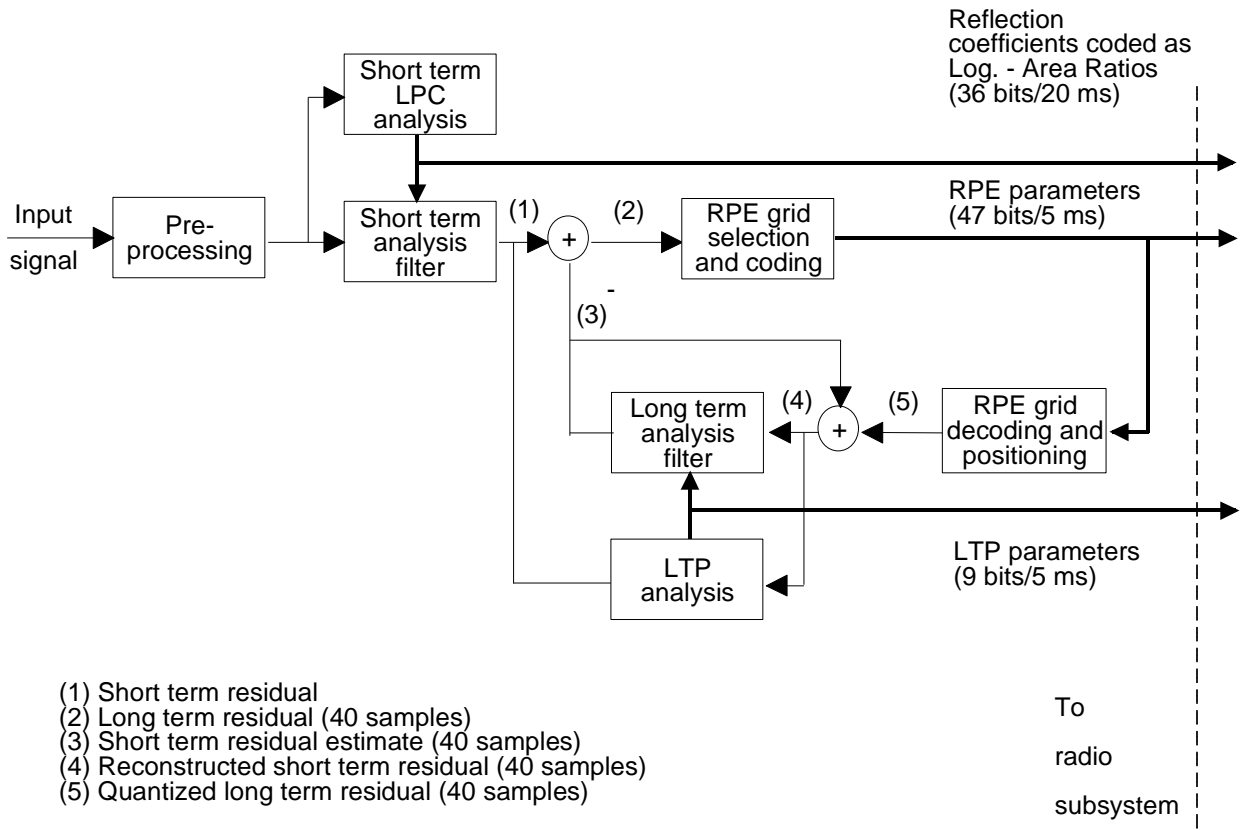 Reflection
coefficients coded as
Log. - Area Ratios
(36 bits/20 ms)
Short term
LPC
analysis
Input
signal
Pre-
processing
Short term
analysis
filter
(1)
+
(2)
RPE grid
selection
and coding
RPE parameters
(47 bits/5 ms)
-
(3)
Long term
analysis
filter
(4)
+
(5)
RPE grid
decoding and
positioning
LTP
analysis
LTP parameters
(9 bits/5 ms)
(1) Short term residual
(2) Long term residual (40 samples)
(3) Short term residual estimate (40 samples)
(4) Reconstructed short term residual (40 samples)
(5) Quantized long term residual (40 samples)
To
radio
subsystem